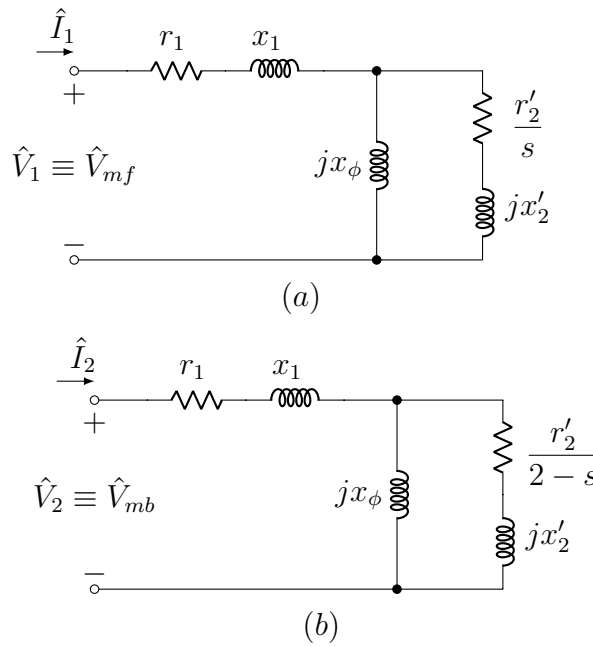 Î₁
r₁
x₁
+
V̂₁ ≡ V̂ₘf
jxᵩ
r′₂
s
jx′₂
−
(a)
Î₂
r₁
x₁
+
V̂₂ ≡ V̂ₘb
jxᵩ
r′₂
2 − s
jx′₂
−
(b)